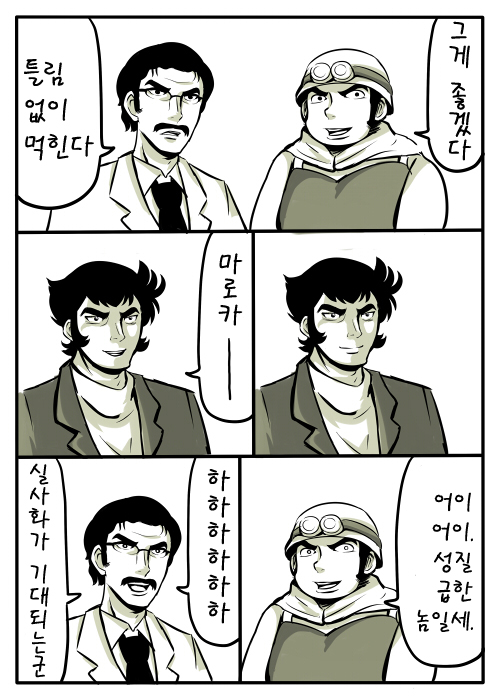 그게 좋겠다
틀림
없이
먹힌다
마로카―
어이
어이.
성질
급한
놈일세.
하하하하하하
실사화가 기대되는군